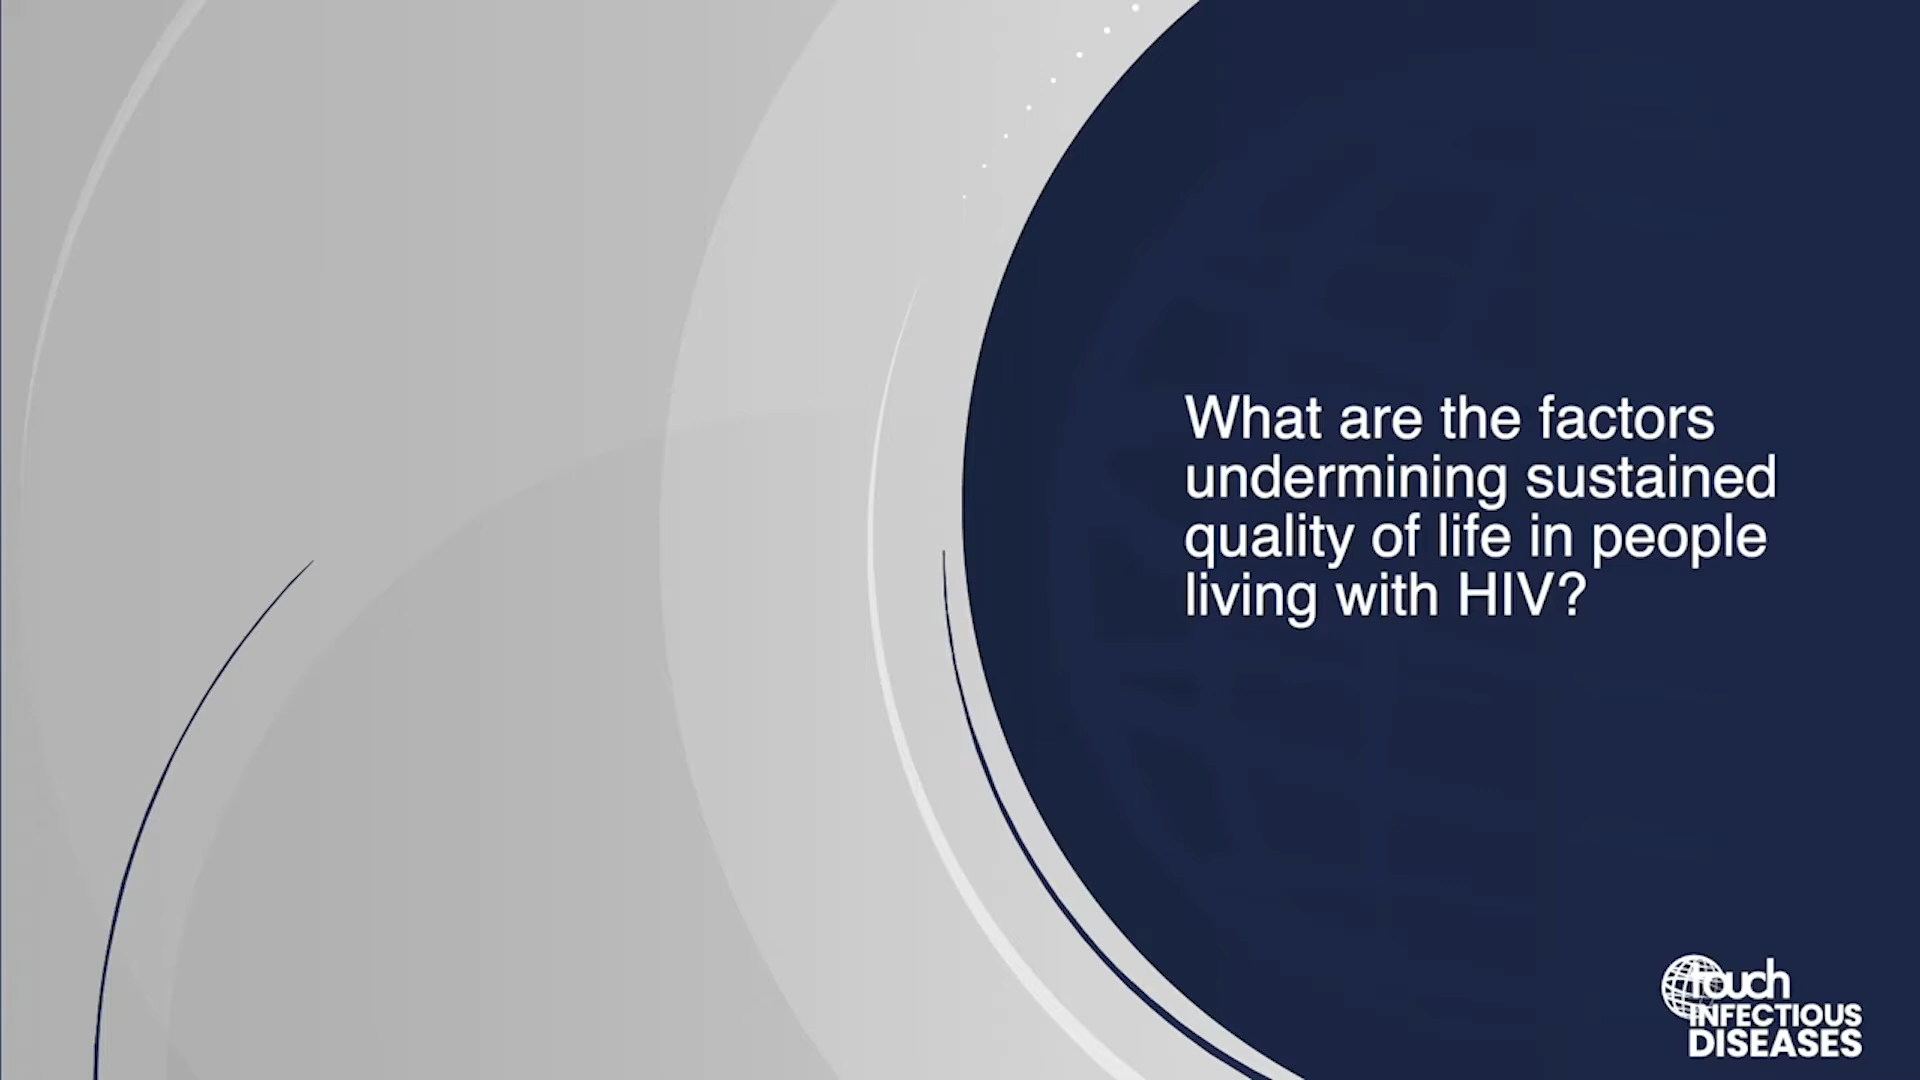 What are the factors
undermining sustained
quality of life in people
living with HIV?
touch
INFECTIOUS
DISEASES